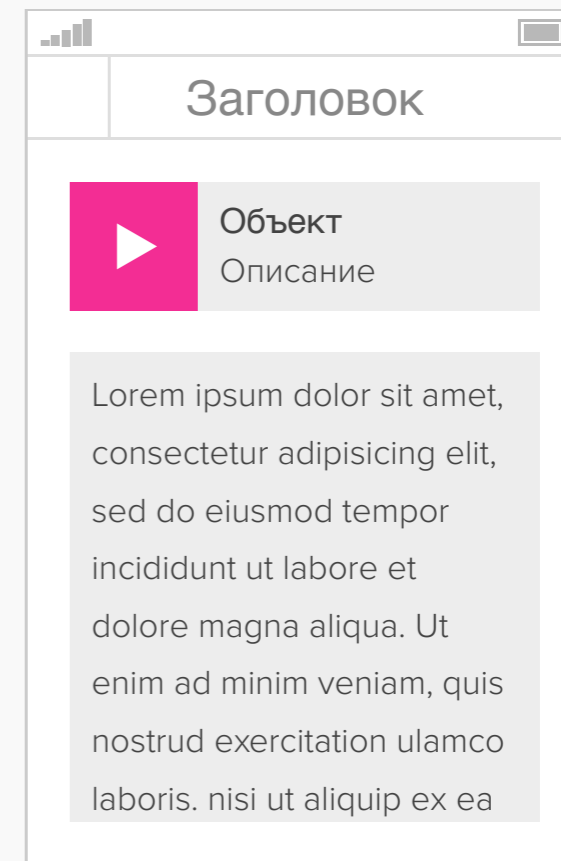 Заголовок
Объект
Описание
Lorem ipsum dolor sit amet,
consectetur adipisicing elit,
sed do eiusmod tempor
incididunt ut labore et
dolore magna aliqua. Ut
enim ad minim veniam, quis
nostrud exercitation ulamco
laboris. nisi ut aliquip ex ea